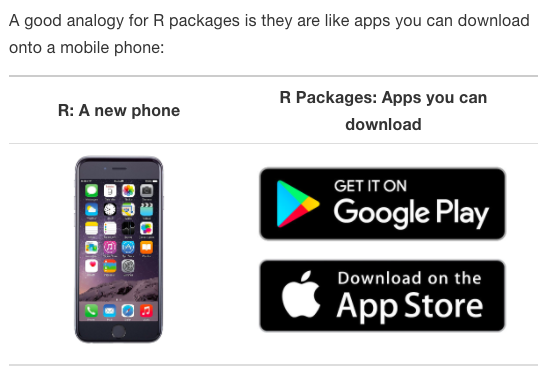 A good analogy for R packages is they are like apps you can download
onto a mobile phone:
R: A new phone
R Packages: Apps you can
download
GET IT ON
Google Play
Download on the
App Store